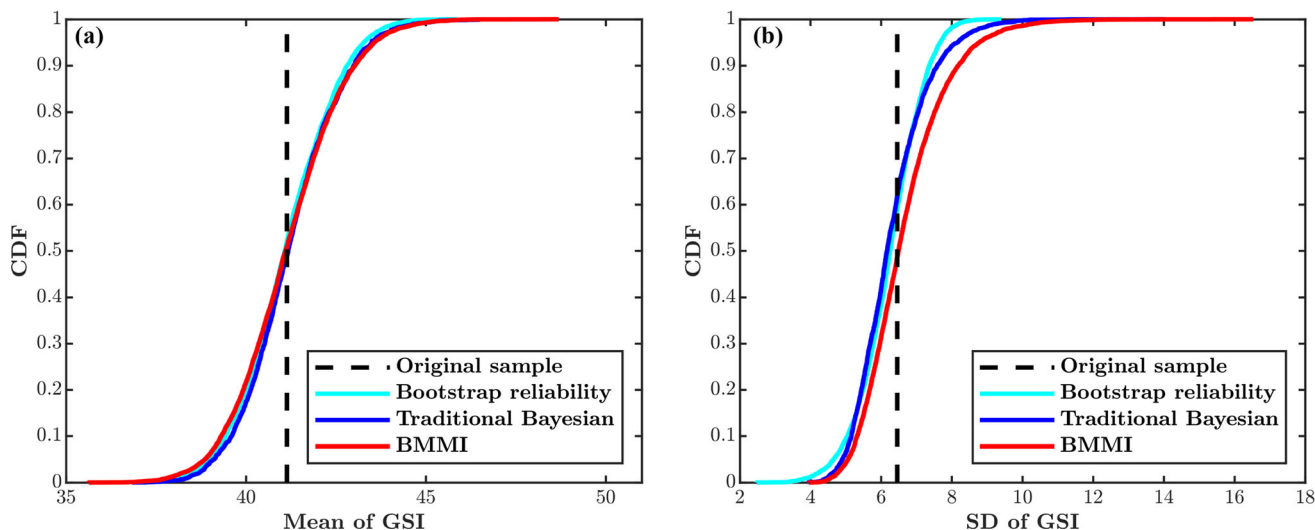 (a)
CDF
1
0.9
0.8
0.7
0.6
0.5
0.4
0.3
0.2
0.1
0
35
40
45
50
Mean of GSI
Original sample
Bootstrap reliability
Traditional Bayesian
BMMI
(b)
CDF
1
0.9
0.8
0.7
0.6
0.5
0.4
0.3
0.2
0.1
0
2
4
6
8
10
12
14
16
18
SD of GSI
Original sample
Bootstrap reliability
Traditional Bayesian
BMMI